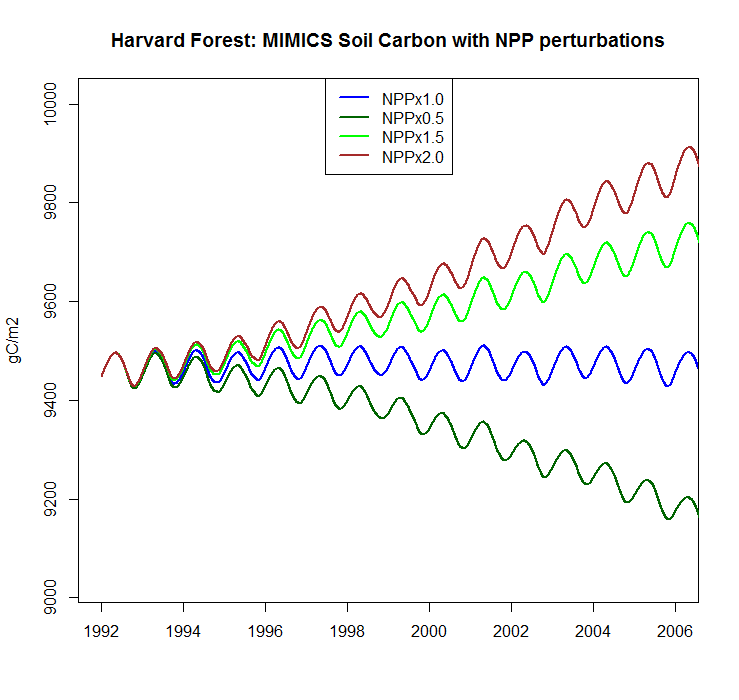 Harvard Forest: MIMICS Soil Carbon with NPP perturbations
NPPx1.0
NPPx0.5
NPPx1.5
NPPx2.0
gC/m2
10000
9800
9600
9400
9200
9000
1992 1994 1996 1998 2000 2002 2004 2006